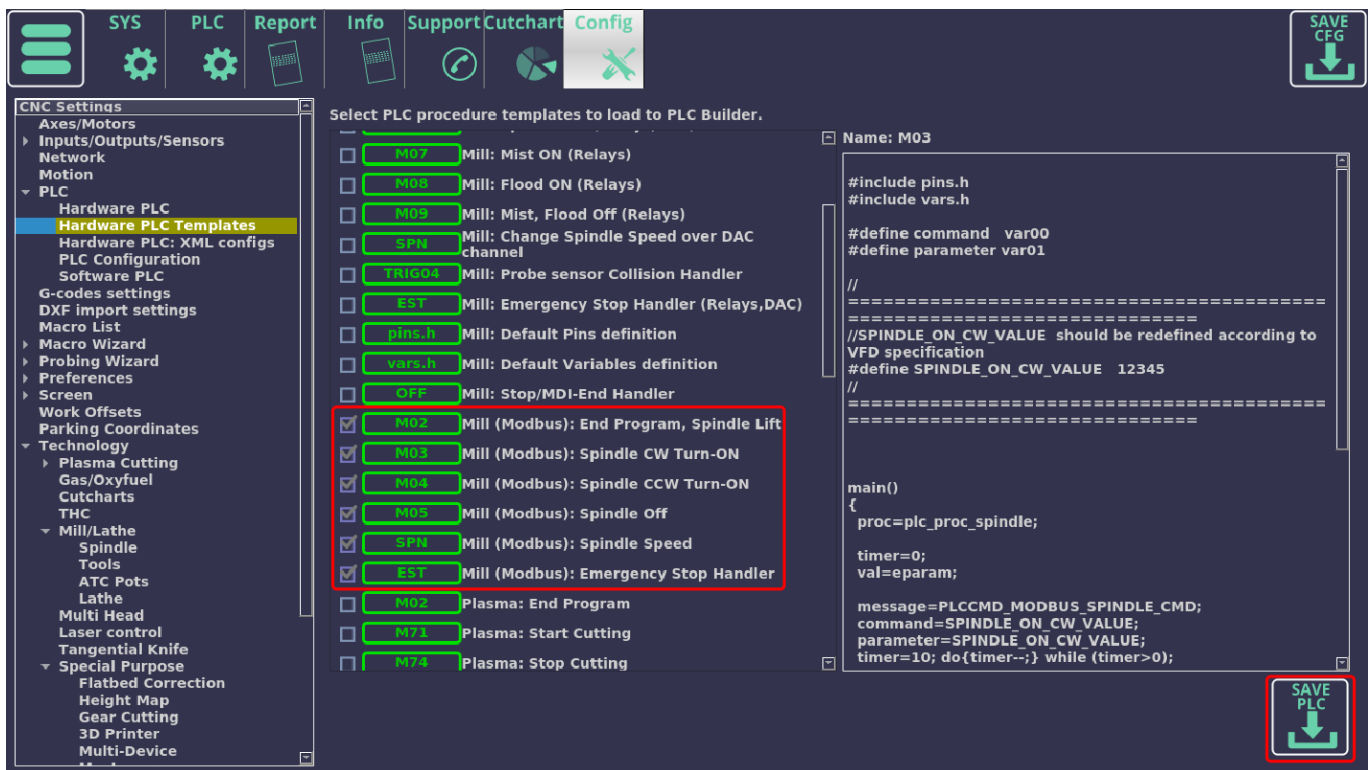 SYS
PLC
Report
Info
Support
Cutchart
Config
SAVE
CFG
CNC Settings
Axes/Motors
Inputs/Outputs/Sensors
Network
Motion
PLC
Hardware PLC
Hardware PLC Templates
Hardware PLC: XML configs
PLC Configuration
Software PLC
G-codes settings
DXF import settings
Macro List
Macro Wizard
Probing Wizard
Preferences
Screen
Work Offsets
Parking Coordinates
Technology
Plasma Cutting
Gas/Oxyfuel
Cutcharts
THC
Mill/Lathe
Spindle
Tools
ATC Pots
Lathe
Multi Head
Laser control
Tangential Knife
Special Purpose
Flatbed Correction
Height Map
Gear Cutting
3D Printer
Multi-Device
Select PLC procedure templates to load to PLC Builder.
M07 Mill: Mist ON (Relays)
M08 Mill: Flood ON (Relays)
M09 Mill: Mist, Flood Off (Relays)
SPN Mill: Change Spindle Speed over DAC
channel
TRIG04 Mill: Probe sensor Collision Handler
EST Mill: Emergency Stop Handler (Relays,DAC)
pins.h Mill: Default Pins definition
vars.h Mill: Default Variables definition
OFF Mill: Stop/MDI-End Handler
M02 Mill (Modbus): End Program, Spindle Lift
M03 Mill (Modbus): Spindle CW Turn-ON
M04 Mill (Modbus): Spindle CCW Turn-ON
M05 Mill (Modbus): Spindle Off
SPN Mill (Modbus): Spindle Speed
EST Mill (Modbus): Emergency Stop Handler
M02 Plasma: End Program
M71 Plasma: Start Cutting
M74 Plasma: Stop Cutting
Name: M03
#include pins.h
#include vars.h
#define command var00
#define parameter var01
//
=========================================
==============================
//SPINDLE_ON_CW_VALUE should be redefined according to
VFD specification
#define SPINDLE_ON_CW_VALUE 12345
//
=========================================
==============================
main()
{
proc=plc_proc_spindle;
timer=0;
val=eparam;
message=PLCCMD_MODBUS_SPINDLE_CMD;
command=SPINDLE_ON_CW_VALUE;
parameter=SPINDLE_ON_CW_VALUE;
timer=10; do{timer--;} while (timer>0);
SAVE
PLC